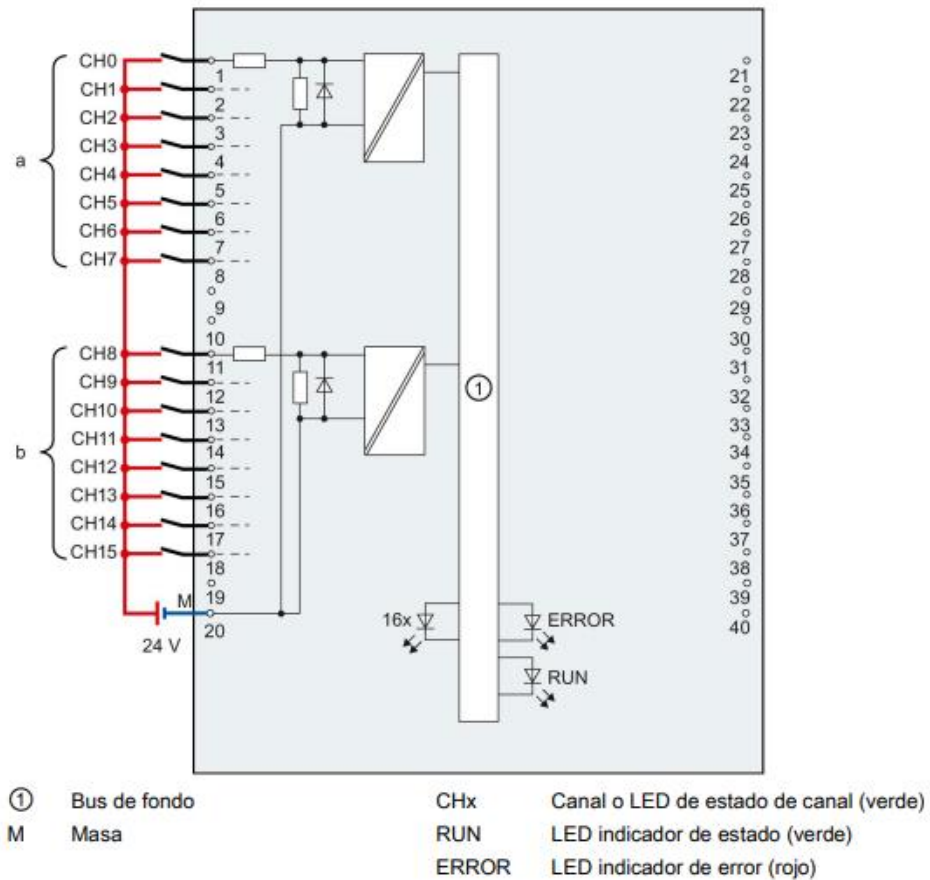 CH0
CH1
CH2
CH3
CH4
CH5
CH6
CH7
a
1
2
3
4
5
6
7
8
9
10
CH8
CH9
CH10
CH11
CH12
CH13
CH14
CH15
b
11
12
13
14
15
16
17
18
19
20
M
24 V
21
22
23
24
25
26
27
28
29
30
31
32
33
34
35
36
37
38
39
40
①
16x
ERROR
RUN
① Bus de fondo CHx Canal o LED de estado de canal (verde)
M Masa RUN LED indicador de estado (verde)
ERROR LED indicador de error (rojo)